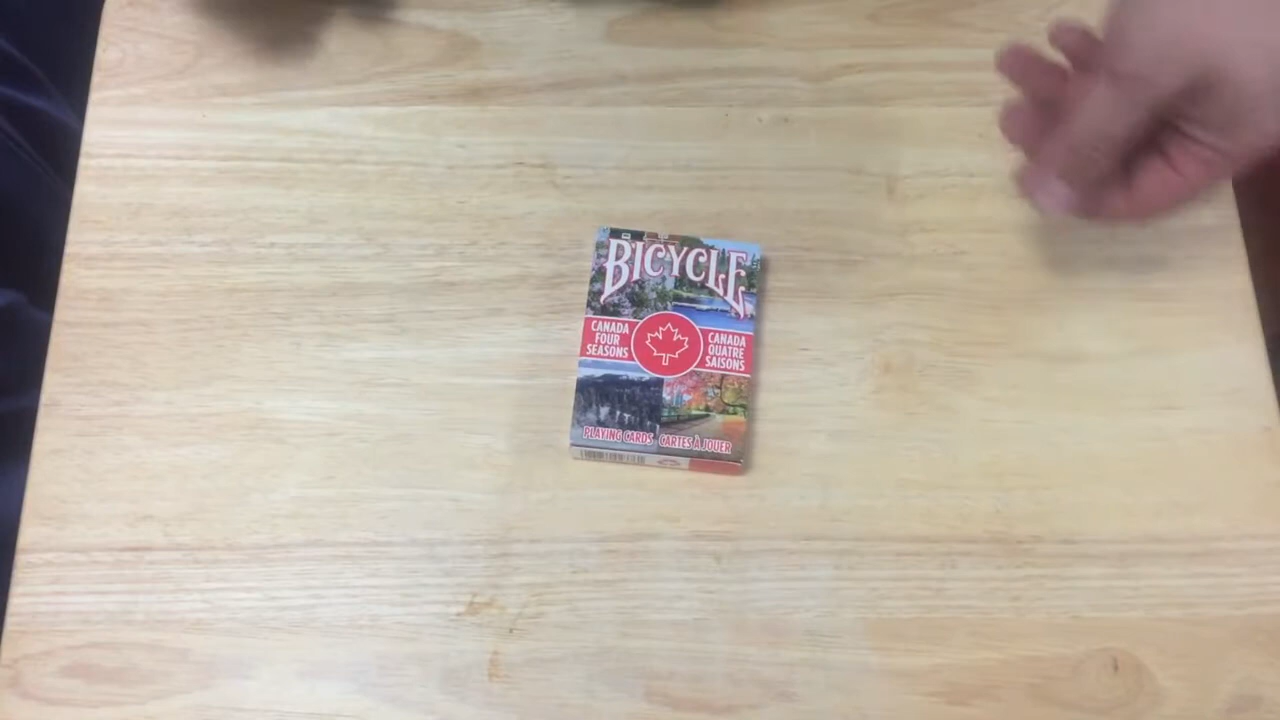 BICYCLE
CANADA
FOUR
SEASONS
CANADA
QUATRE
SAISONS
PLAYING CARDS
CARTES À JOUER